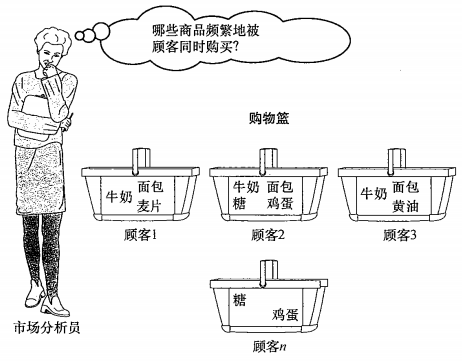 哪些商品频繁地被
顾客同时购买?
购物篮
牛奶 面包
麦片
顾客1
牛奶 面包
糖 鸡蛋
顾客2
牛奶 面包
黄油
顾客3
糖
鸡蛋
顾客n
市场分析员